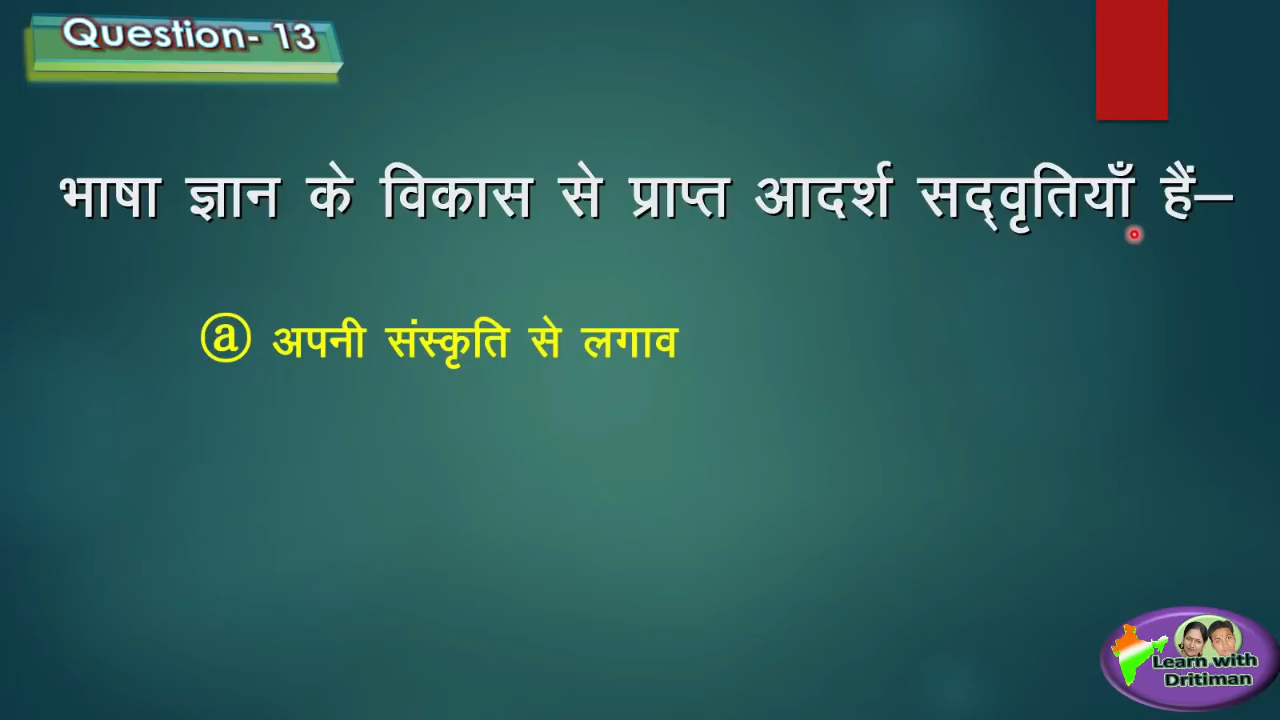 Question- 13
भाषा ज्ञान के विकास से प्राप्त आदर्श सद्‌वृतियाँ हैं–
ⓐ अपनी संस्कृति से लगाव
Learn with
Dritiman